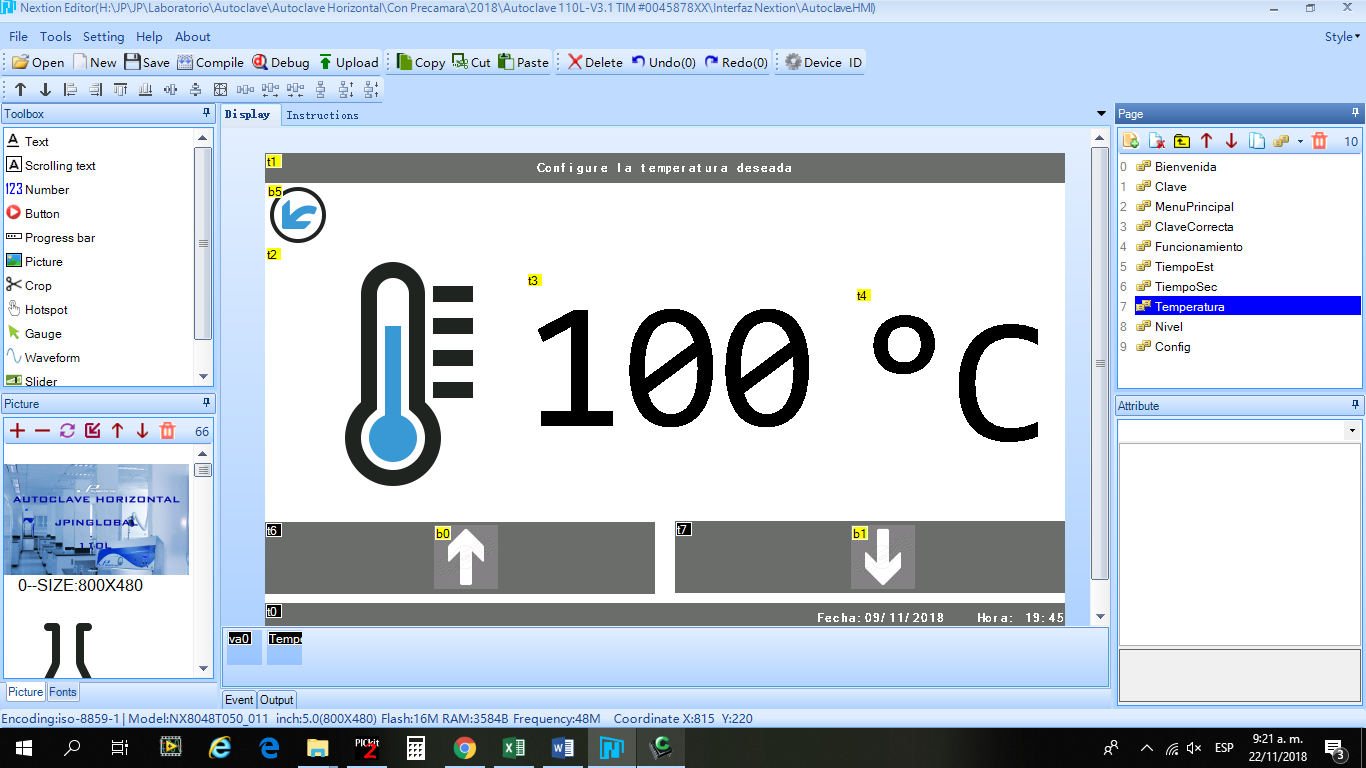 Nextion Editor(H:\JP\JP\Laboratorio\Autoclave\Autoclave Horizontal\Con Precamara\2018\Autoclave 110L-V3.1 TIM #0045878XX\Interfaz Nextion\Autoclave.HMI)
File Tools Setting Help About Style
Open New Save Compile Debug Upload Copy Cut Paste Delete Undo(0) Redo(0) Device ID
Toolbox
Text
Scrolling text
123 Number
Button
Progress bar
Picture
Crop
Hotspot
Gauge
Waveform
Slider
Picture
66
AUTOCLAVE HORIZONTAL
JPINGLOBAL
110L
0--SIZE:800X480
Picture Fonts
Display Instructions
t1
Configure la temperatura deseada
b5
t2
t3
t4
100 °C
t6
b0
t7
b1
t0
Fecha:09/11/2018 Hora: 19:45
va0 Tempe
Event Output
Page
10
0 Bienvenida
1 Clave
2 MenuPrincipal
3 ClaveCorrecta
4 Funcionamiento
5 TiempoEst
6 TiempoSec
7 Temperatura
8 Nivel
9 Config
Attribute
Encoding:iso-8859-1 Model:NX8048T050_011 inch:5.0(800X480) Flash:16M RAM:3584B Frequency:48M Coordinate X:815 Y:220
PICkit
2
ESP
9:21 a. m.
22/11/2018
3